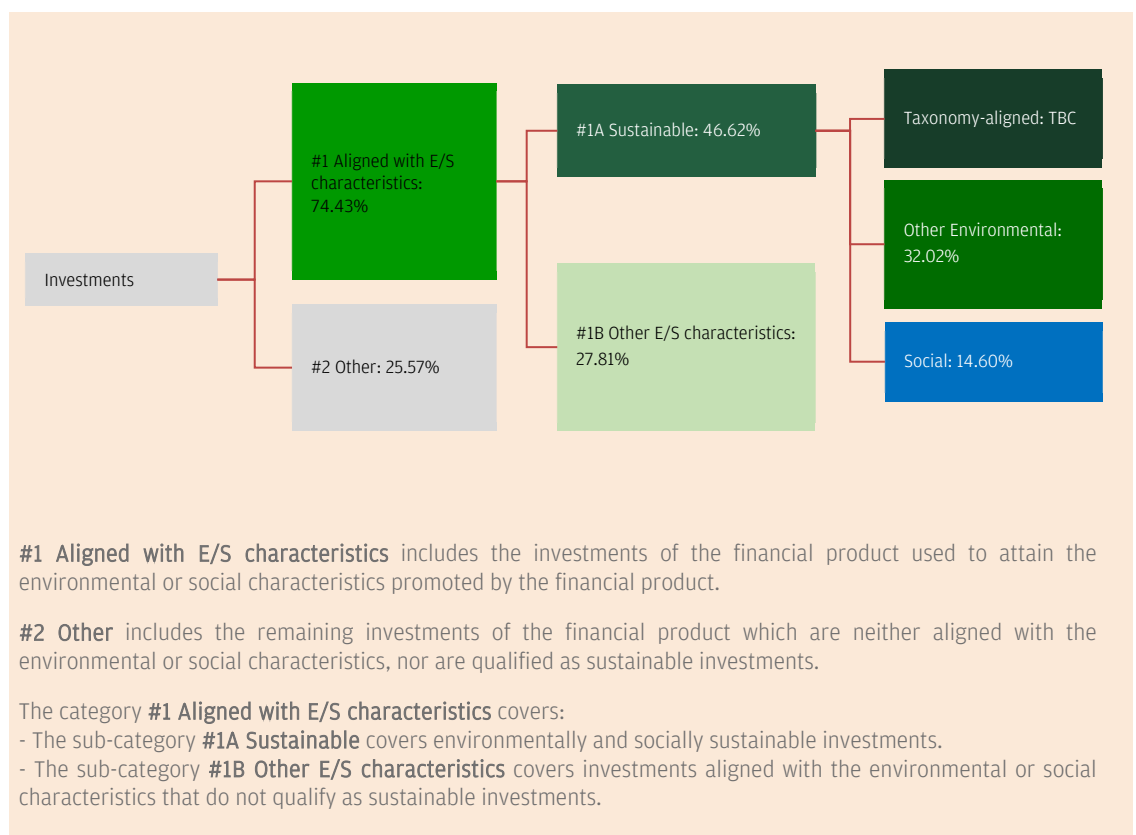 Investments
#1 Aligned with E/S
characteristics:
74.43%
#2 Other: 25.57%
#1A Sustainable: 46.62%
#1B Other E/S characteristics:
27.81%
Taxonomy-aligned: TBC
Other Environmental:
32.02%
Social: 14.60%
#1 Aligned with E/S characteristics includes the investments of the financial product used to attain the
environmental or social characteristics promoted by the financial product.
#2 Other includes the remaining investments of the financial product which are neither aligned with the
environmental or social characteristics, nor are qualified as sustainable investments.
The category #1 Aligned with E/S characteristics covers:
- The sub-category #1A Sustainable covers environmentally and socially sustainable investments.
- The sub-category #1B Other E/S characteristics covers investments aligned with the environmental or social
characteristics that do not qualify as sustainable investments.